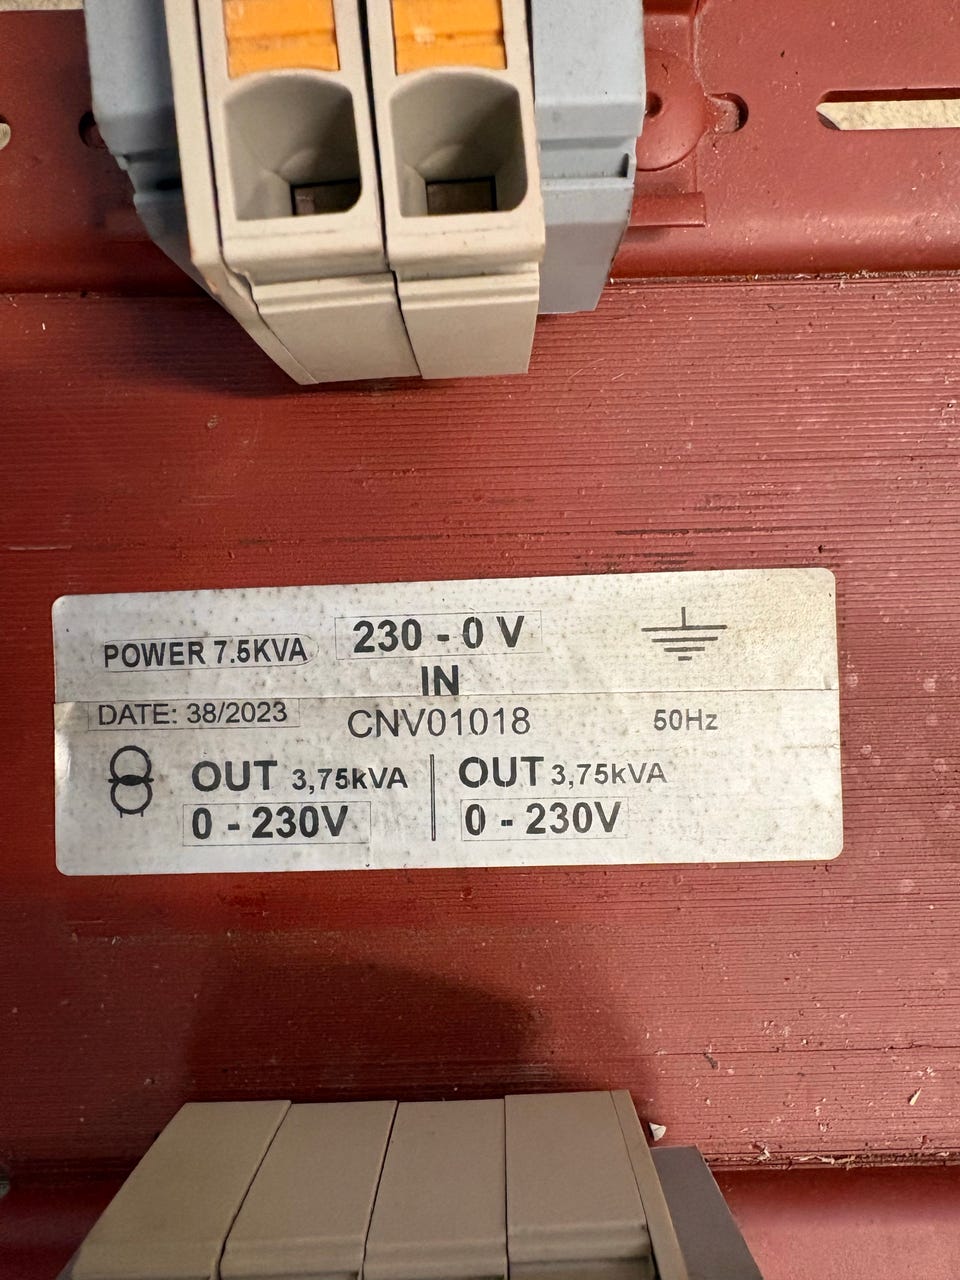 POWER 7.5KVA 230 - 0 V
IN
DATE: 38/2023 CNV01018 50Hz
OUT 3,75kVA OUT 3,75kVA
0 - 230V 0 - 230V